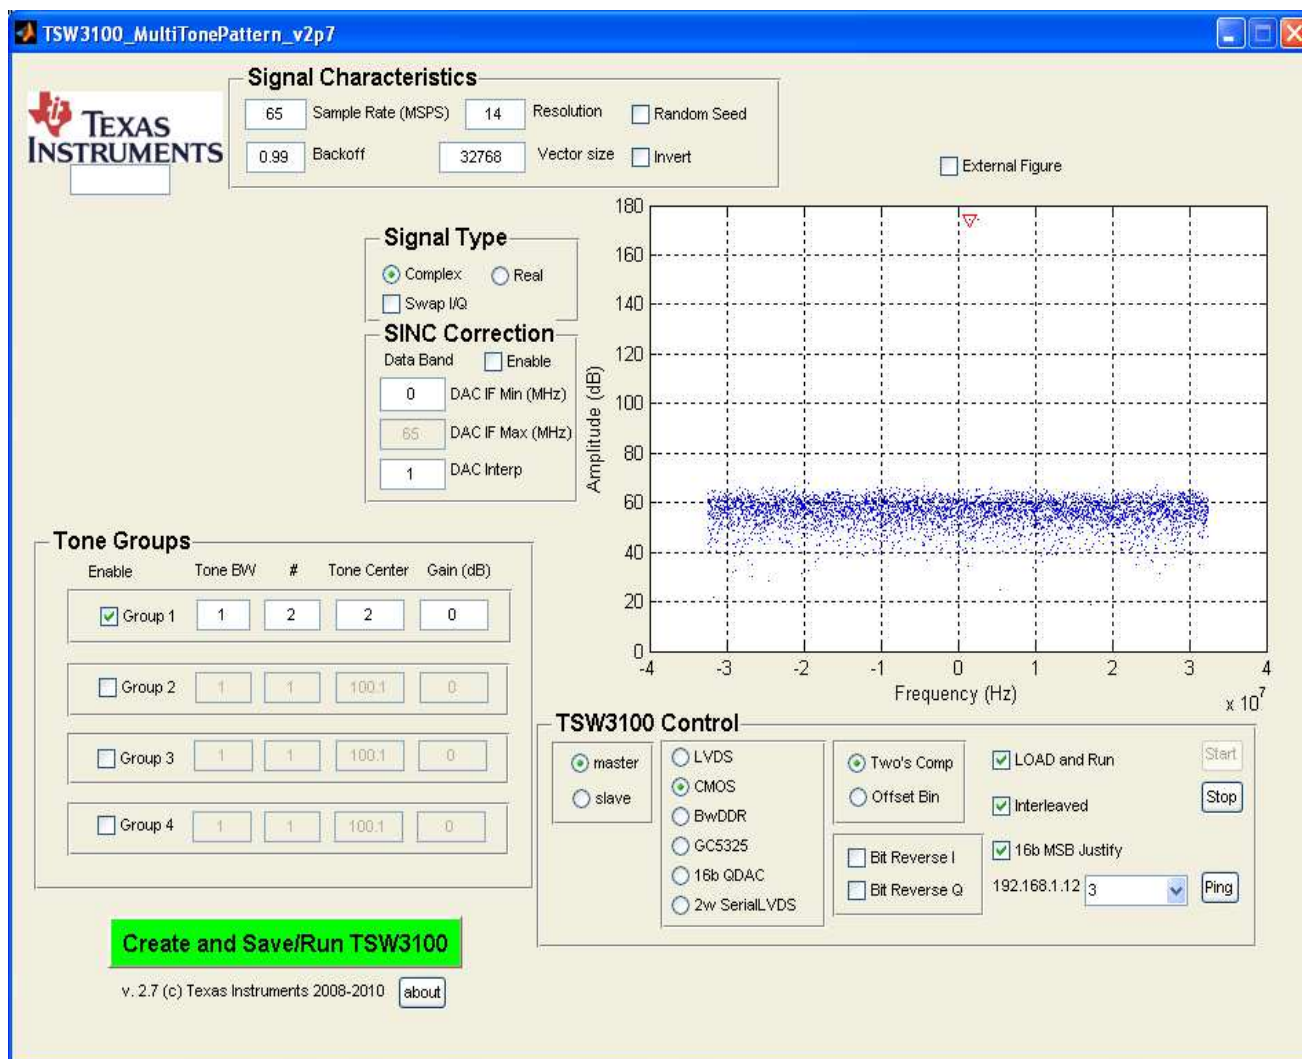 TSW3100_MultiTonePattern_v2p7
TEXAS
INSTRUMENTS
Signal Characteristics
65 Sample Rate (MSPS) 14 Resolution Random Seed
0.99 Backoff 32768 Vector size Invert
External Figure
Signal Type
Complex Real
Swap I/Q
SINC Correction
Data Band Enable
0 DAC IF Min (MHz)
65 DAC IF Max (MHz)
1 DAC Interp
180
160
140
120
100
80
60
40
20
0
Amplitude (dB)
-4 -3 -2 -1 0 1 2 3 4
Frequency (Hz)
x 10^7
Tone Groups
Enable Tone BW # Tone Center Gain (dB)
Group 1 1 2 2 0
Group 2 1 1 100.1 0
Group 3 1 1 100.1 0
Group 4 1 1 100.1 0
TSW3100 Control
master
slave
LVDS
CMOS
BwDDR
GC5325
16b QDAC
2w SerialLVDS
Two's Comp
Offset Bin
Bit Reverse I
Bit Reverse Q
LOAD and Run
Interleaved
16b MSB Justify
192.168.1.12 3
Start
Stop
Ping
Create and Save/Run TSW3100
v. 2.7 (c) Texas Instruments 2008-2010 about